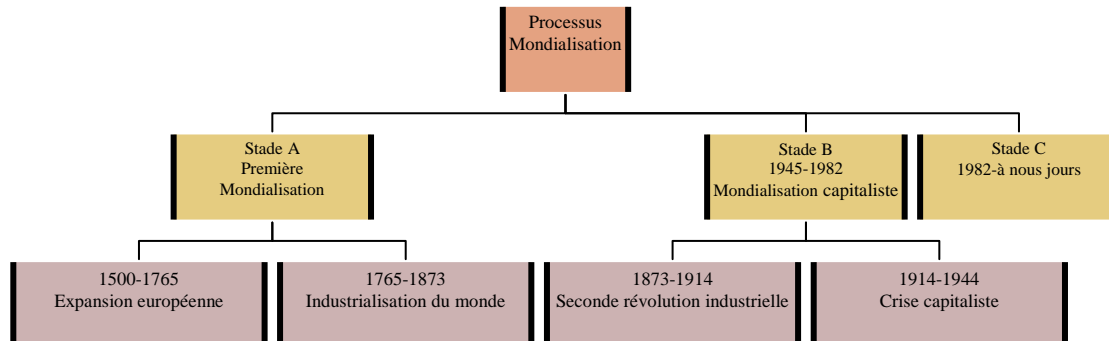 Processus
Mondialisation
Stade A
Première
Mondialisation
Stade B
1945-1982
Mondialisation capitaliste
Stade C
1982-à nous jours
1500-1765
Expansion européenne
1765-1873
Industrialisation du monde
1873-1914
Seconde révolution industrielle
1914-1944
Crise capitaliste